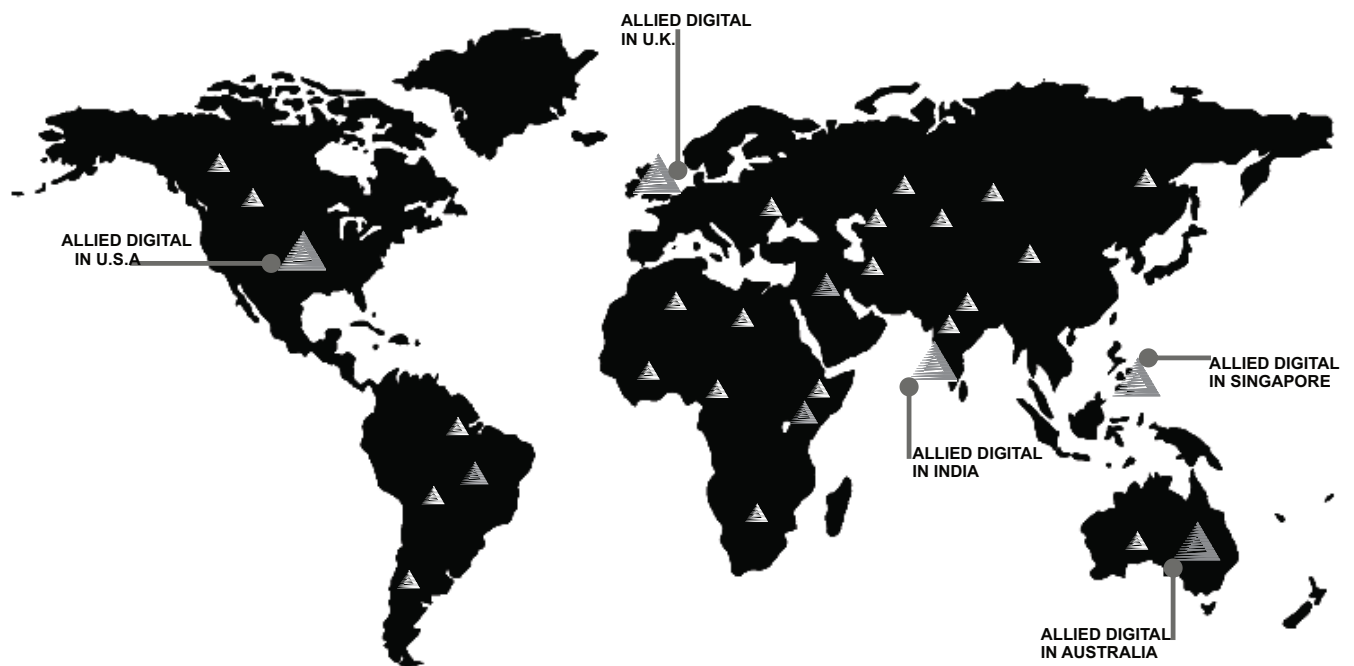 ALLIED DIGITAL
IN U.K.
ALLIED DIGITAL
IN U.S.A
ALLIED DIGITAL
IN SINGAPORE
ALLIED DIGITAL
IN INDIA
ALLIED DIGITAL
IN AUSTRALIA